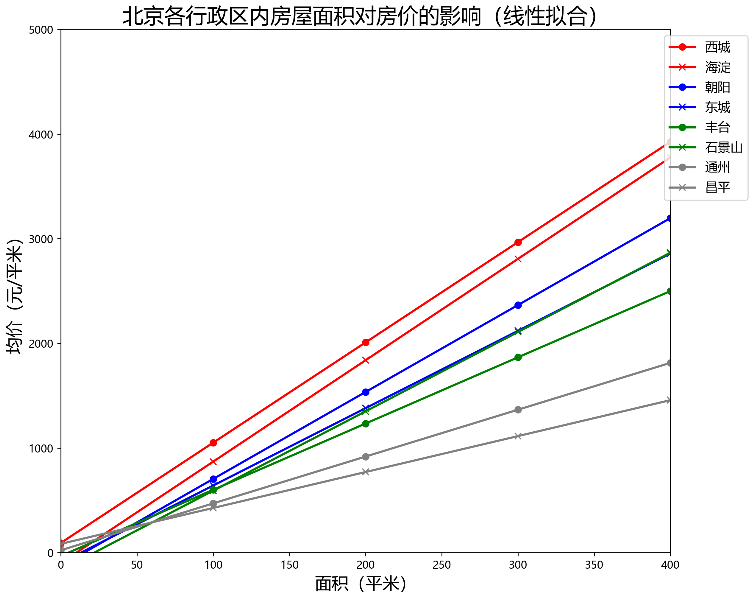 北京各行政区内房屋面积对房价的影响（线性拟合）
5000
4000
3000
2000
1000
0
均价（元/平米）
0 50 100 150 200 250 300 350 400
面积（平米）
西城
海淀
朝阳
东城
丰台
石景山
通州
昌平